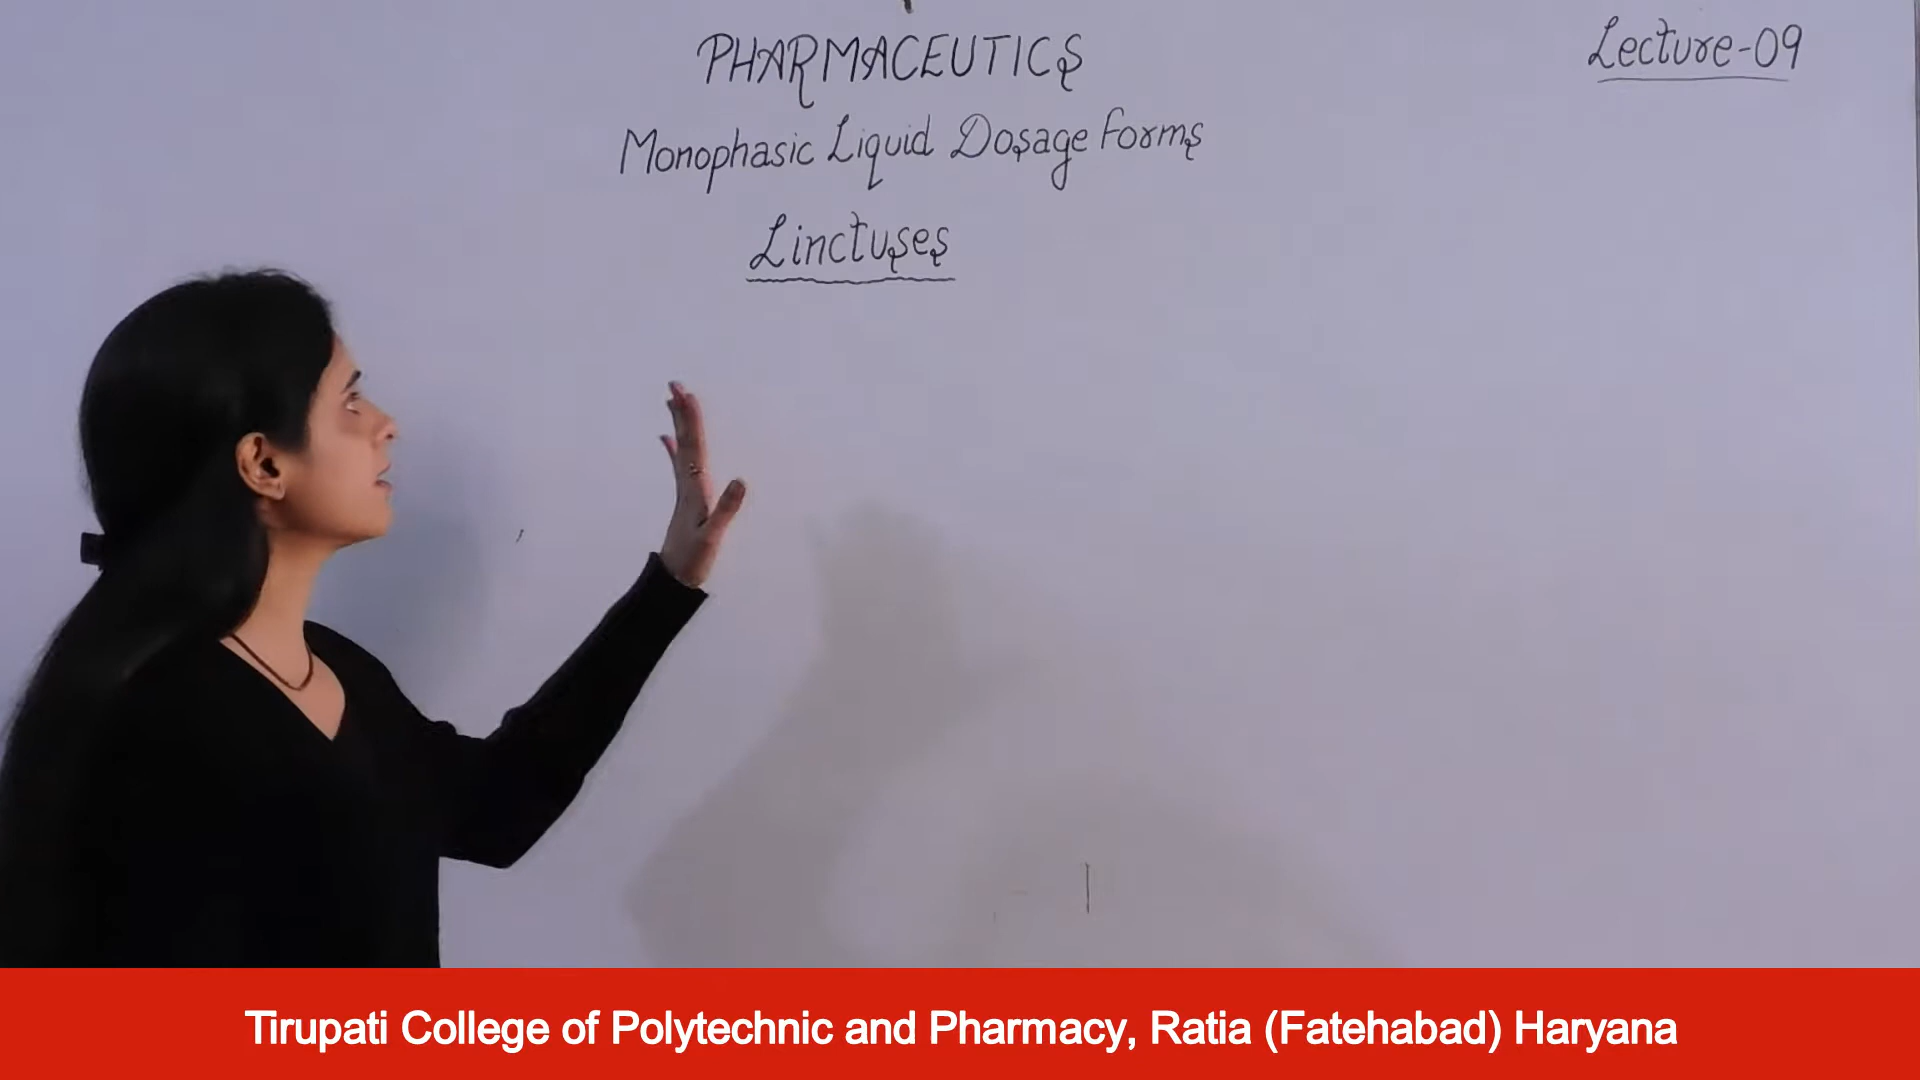 PHARMACEUTICS
Lecture-09
Monophasic Liquid Dosage Forms
Linctuses
Tirupati College of Polytechnic and Pharmacy, Ratia (Fatehabad) Haryana